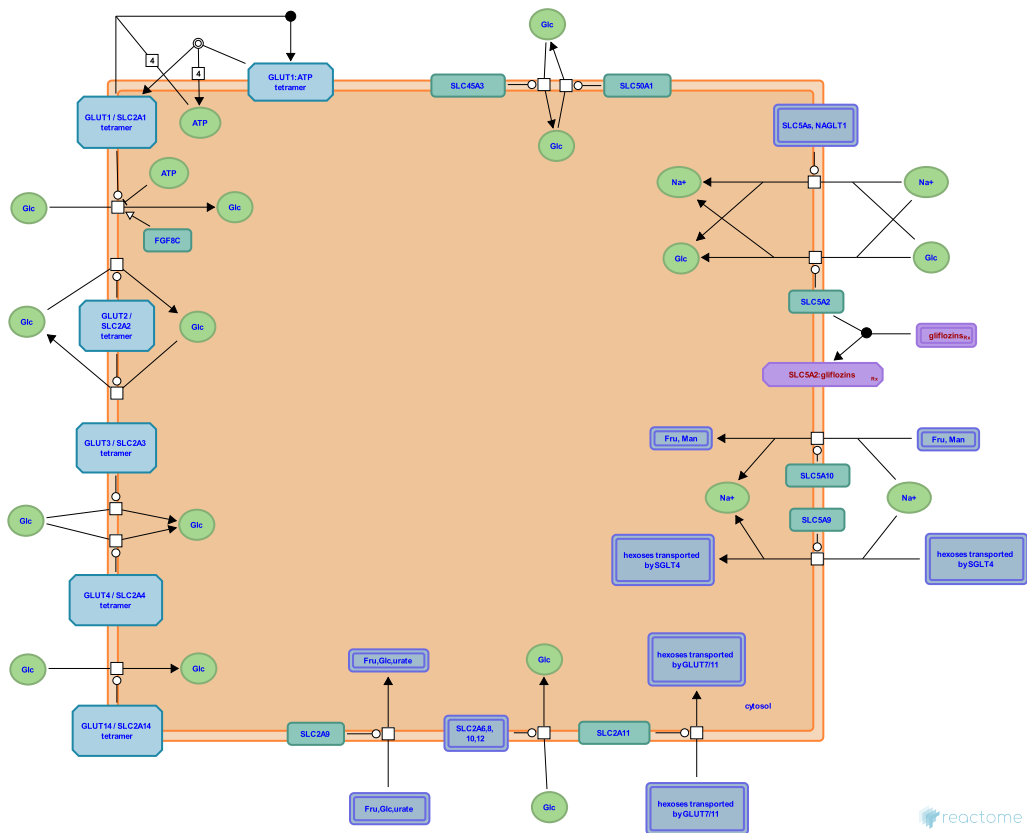 Glc
4
4
GLUT1:ATP
tetramer
SLC45A3
SLC50A1
GLUT1 / SLC2A1
tetramer
ATP
SLC5As, NAGLT1
Glc
ATP
Na+
Na+
Glc
Glc
FGF8C
Glc
Glc
GLUT2 /
SLC2A2
tetramer
Glc
Glc
SLC5A2
gliflozins Rx
SLC5A2:gliflozins
Rx
GLUT3 / SLC2A3
tetramer
Fru, Man
Fru, Man
SLC5A10
Na+
Na+
Glc
Glc
SLC5A9
hexoses transported
by SGLT4
hexoses transported
by SGLT4
GLUT4 / SLC2A4
tetramer
Glc
Glc
Fru,Glc,urate
Glc
hexoses transported
by GLUT7/11
cytosol
GLUT14 / SLC2A14
tetramer
SLC2A9
SLC2A6,8,
10,12
SLC2A11
Fru,Glc,urate
Glc
hexoses transported
by GLUT7/11
reactome